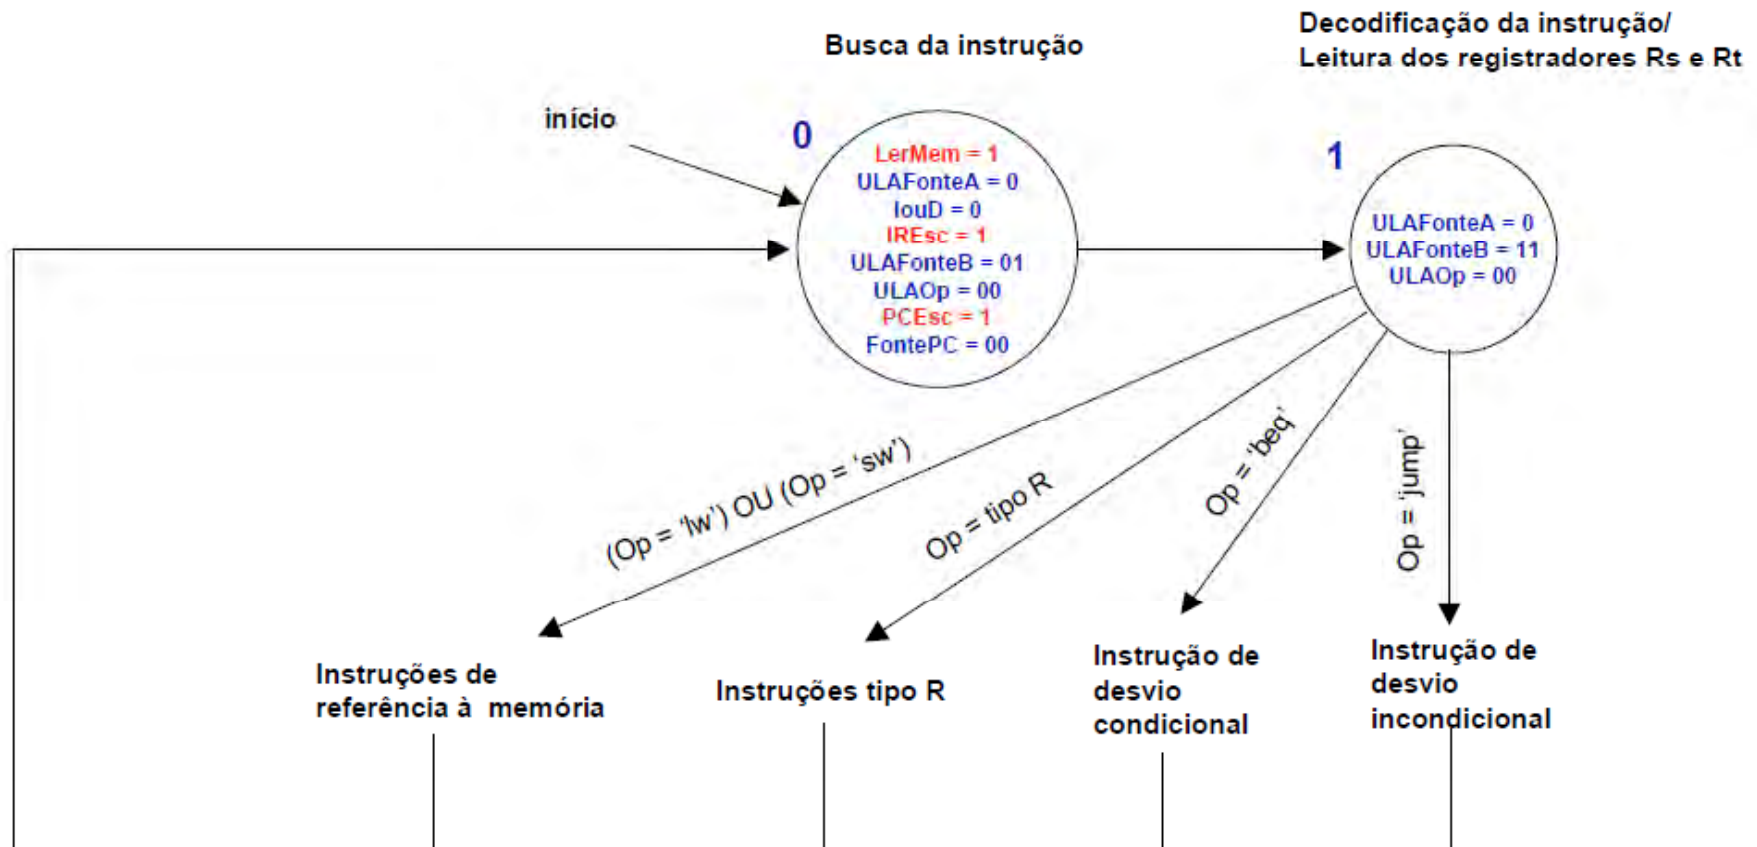 Busca da instrução
Decodificação da instrução/
Leitura dos registradores Rs e Rt
início
0
LerMem = 1
ULAFonteA = 0
IouD = 0
IREsc = 1
ULAFonteB = 01
ULAOp = 00
PCEsc = 1
FontePC = 00
1
ULAFonteA = 0
ULAFonteB = 11
ULAOp = 00
(Op = ‘lw’) OU (Op = ‘sw’)
Op = tipo R
Op = ‘beq’
Op = ‘jump’
Instruções de
referência à memória
Instruções tipo R
Instrução de
desvio
condicional
Instrução de
desvio
incondicional